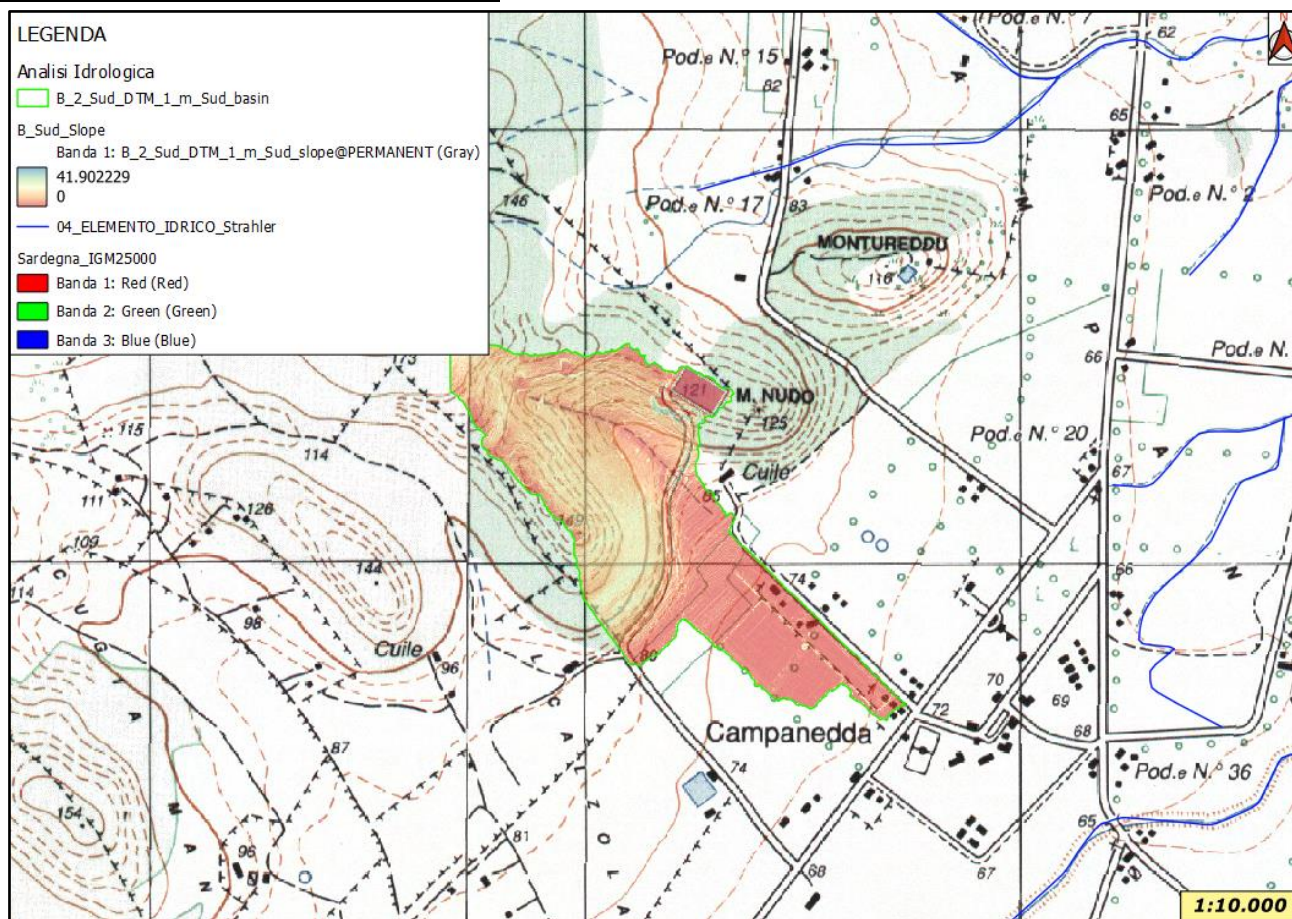 LEGENDA
Analisi Idrologica
B_2_Sud_DTM_1_m_Sud_basin
B_Sud_Slope
Banda 1: B_2_Sud_DTM_1_m_Sud_slope@PERMANENT (Gray)
41.902229
0
04_ELEMENTO_IDRICO_Strahler
Sardegna_IGM25000
Banda 1: Red (Red)
Banda 2: Green (Green)
Banda 3: Blue (Blue)
Pod.e N.º 15
82
62
65
146
Pod.e N.º 17
83
Pod.e N.º 2
MONTUREDDU
116
A
M
P
A
N
173
66
Pod.e N.
121
M. NUDO
125
115
114
Pod.e N.º 20
111
126
Cuile
67
85
149
109
144
74
66
114
98
C
U
G
I
A
M
A
N
Cuile
96
80
C
A
L
Z
O
L
A
70
69
72
Campanedda
68
87
74
Pod.e N.º 36
154
81
65
96
68
67
1:10.000